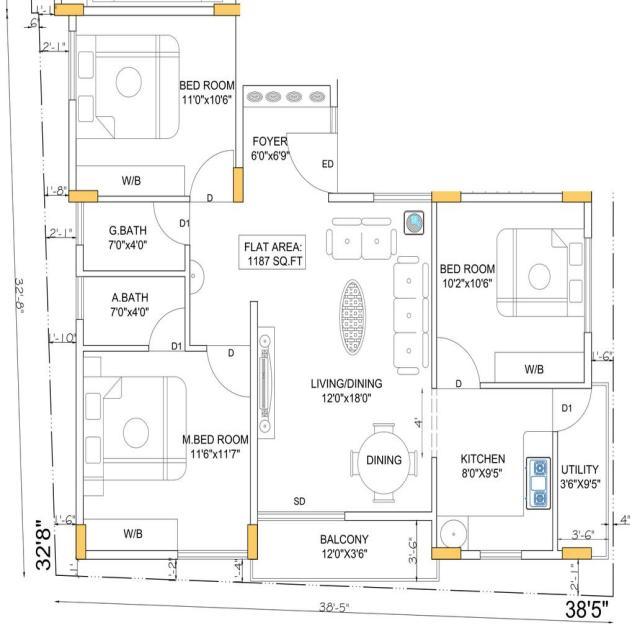 1'-1"
6"
2'-1"
BED ROOM
11'0"x10'6"
W/B
D
1'-8"
FOYER
6'0"x6'9"
ED
2'-1"
G.BATH
7'0"x4'0"
D1
FLAT AREA:
1187 SQ.FT
BED ROOM
10'2"x10'6"
W/B
D
1'-6"
32'-8"
A.BATH
7'0"x4'0"
D1
1'-10"
D
LIVING/DINING
12'0"x18'0"
4'
D1
M.BED ROOM
11'6"x11'7"
W/B
DINING
KITCHEN
8'0"X9'5"
UTILITY
3'6"X9'5"
SD
1'-6"
BALCONY
12'0"X3'6"
3'-6"
3'-6"
4"
32'8"
1'
1'-2"
1'-4"
2'-1"
38'-5"
38'5"